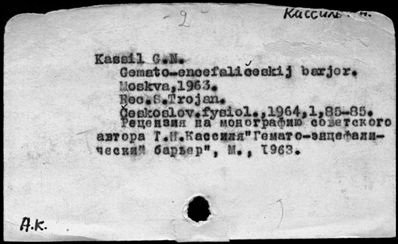 - 2
Кассиль. Г.
Kassil G.N.
Gemato-encefaličeskij barjer.
Moskva,1963.
Rec.S.Trojan.
Českoslov.fysiol.,1964,1,85-85.
Рецензия на монографию советского
автора Г.Н.Кассиля"Гемато-энцефали-
ческий барьер", М., 1963.
А.К.